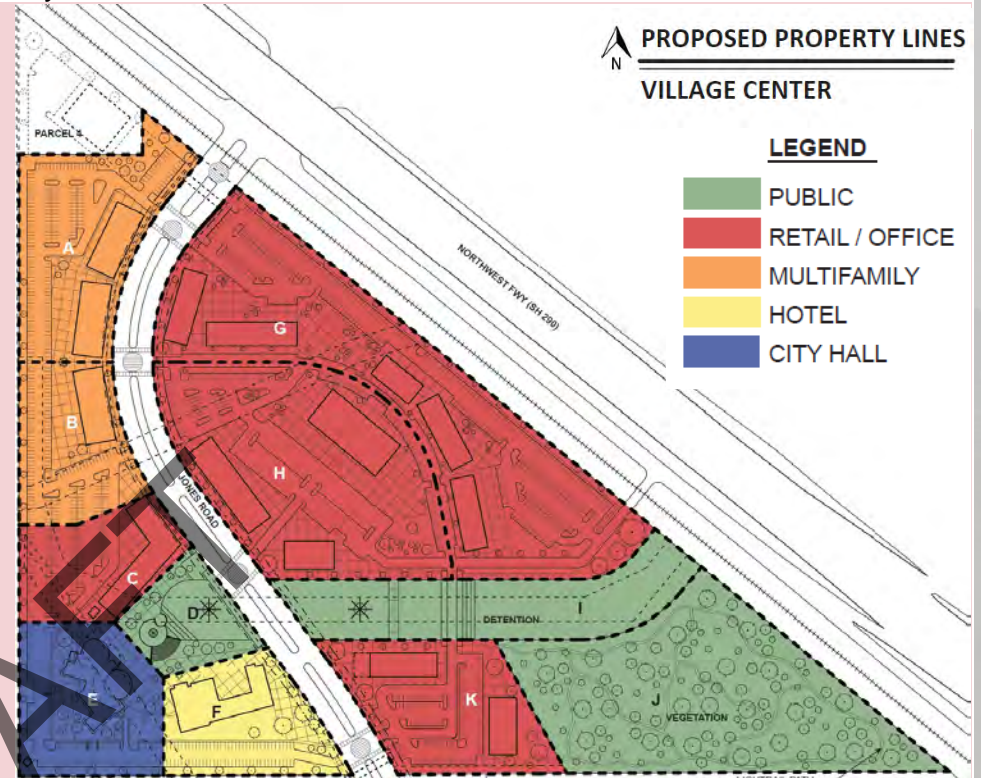 PROPOSED PROPERTY LINES
N
VILLAGE CENTER
LEGEND
PUBLIC
RETAIL / OFFICE
MULTIFAMILY
HOTEL
CITY HALL
PARCEL 4
NORTHWEST FWY (SH 290)
A
G
B
H
JONES ROAD
C
D
I
DETENTION
E
F
K
J
VEGETATION